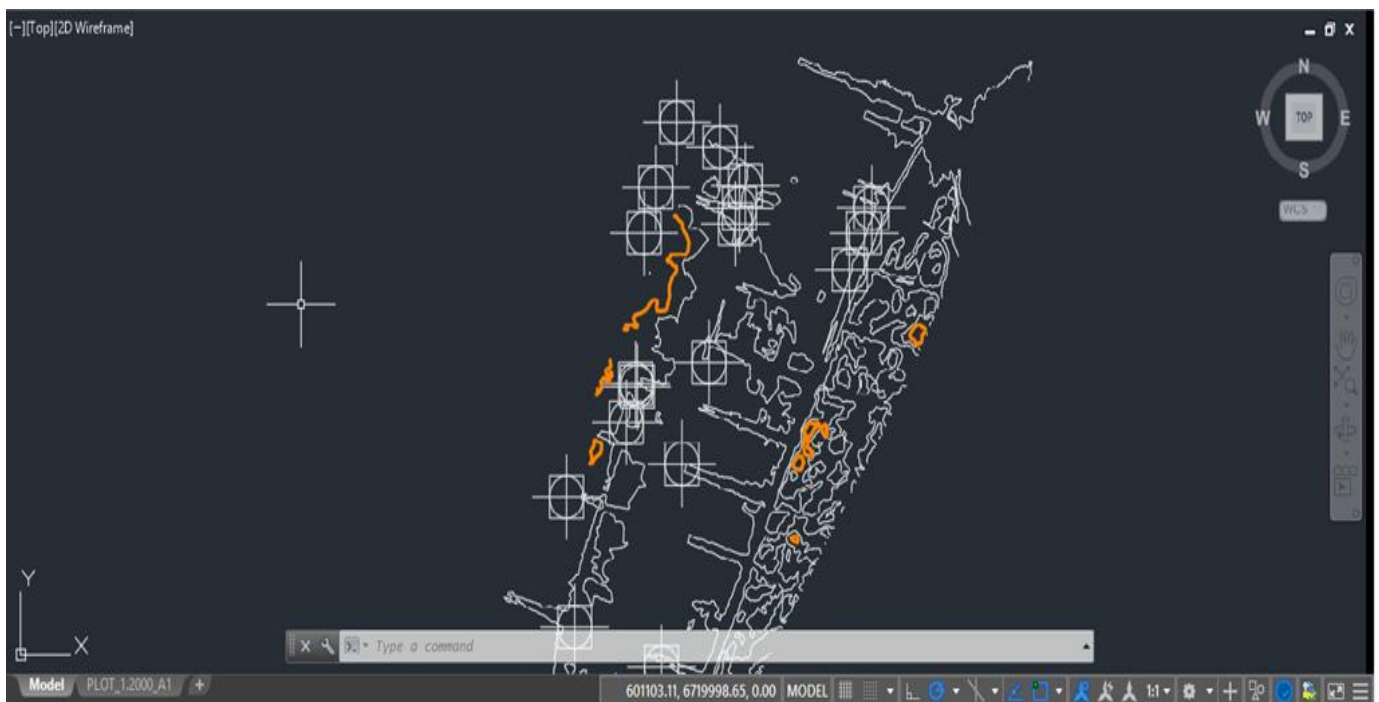 [−][Top][2D Wireframe]
N
W TOP E
S
WCS
Y
X
Type a command
Model PLOT_1:2000_A1 +
601103.11, 6719998.65, 0.00 MODEL 1:1